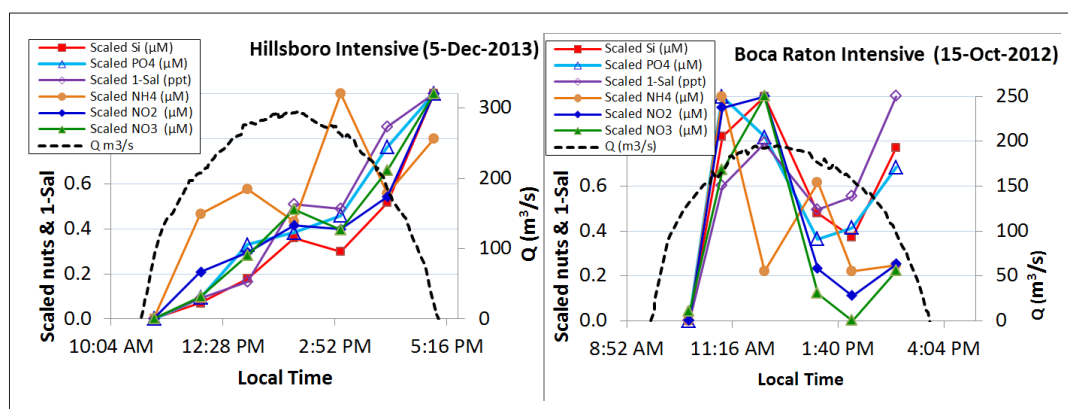 Hillsboro Intensive (5-Dec-2013)
Scaled Si (µM)
Scaled PO4 (µM)
Scaled 1-Sal (ppt)
Scaled NH4 (µM)
Scaled NO2 (µM)
Scaled NO3 (µM)
Q m3/s
Scaled nuts & 1-Sal
0.6
0.4
0.2
0.0
300
200
100
0
Q (m³/s)
10:04 AM 12:28 PM 2:52 PM 5:16 PM
Local Time
Boca Raton Intensive (15-Oct-2012)
Scaled Si (µM)
Scaled PO4 (µM)
Scaled 1-Sal (ppt)
Scaled NH4 (µM)
Scaled NO2 (µM)
Scaled NO3 (µM)
Q (m3/s)
Scaled nuts & 1-Sal
0.6
0.4
0.2
0.0
250
200
150
100
50
0
Q (m³/s)
8:52 AM 11:16 AM 1:40 PM 4:04 PM
Local Time